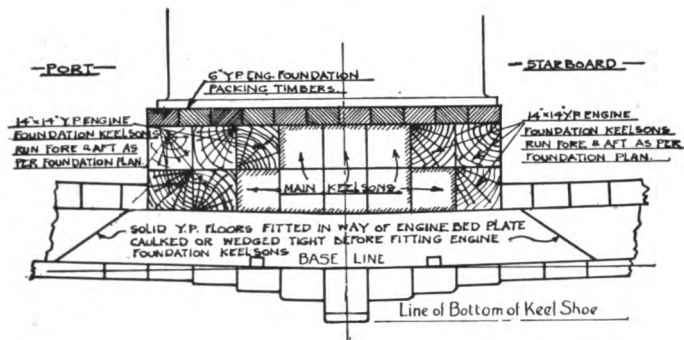 PORT
STARBOARD
6" Y.P. ENG. FOUNDATION
PACKING TIMBERS.
14"×14" Y.P. ENGINE
FOUNDATION KEELSONS
RUN FORE & AFT AS
PER FOUNDATION PLAN.
14"×14" Y.P. ENGINE
FOUNDATION KEELSONS
RUN FORE & AFT AS PER
FOUNDATION PLAN.
MAIN KEELSONS
SOLID Y.P. FLOORS FITTED IN WAY OF ENGINE BED PLATE
CAULKED OR WEDGED TIGHT BEFORE FITTING ENGINE
FOUNDATION KEELSONS
BASE LINE
Line of Bottom of Keel Shoe